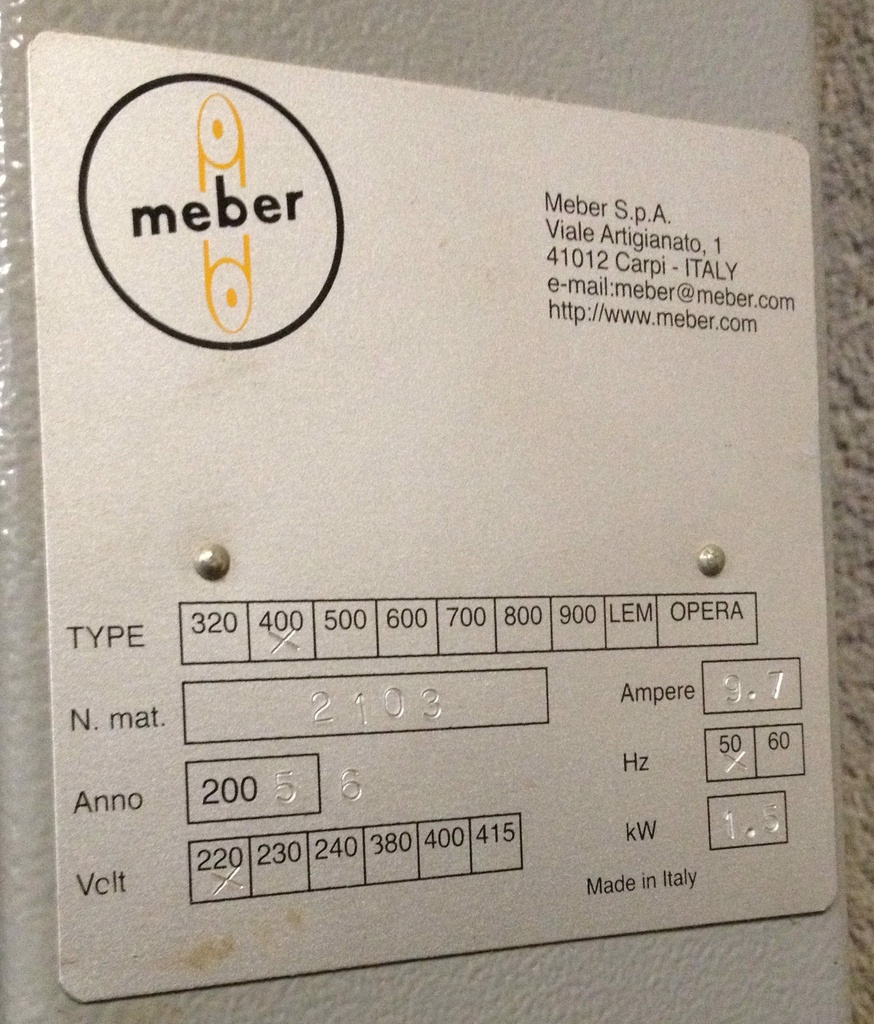 meber
Meber S.p.A.
Viale Artigianato, 1
41012 Carpi - ITALY
e-mail:meber@meber.com
http://www.meber.com
TYPE 320 400 500 600 700 800 900 LEM OPERA
N. mat. 2103
Ampere 9.7
Hz 50 60
Anno 2005 6
kW 1.5
Volt 220 230 240 380 400 415
Made in Italy